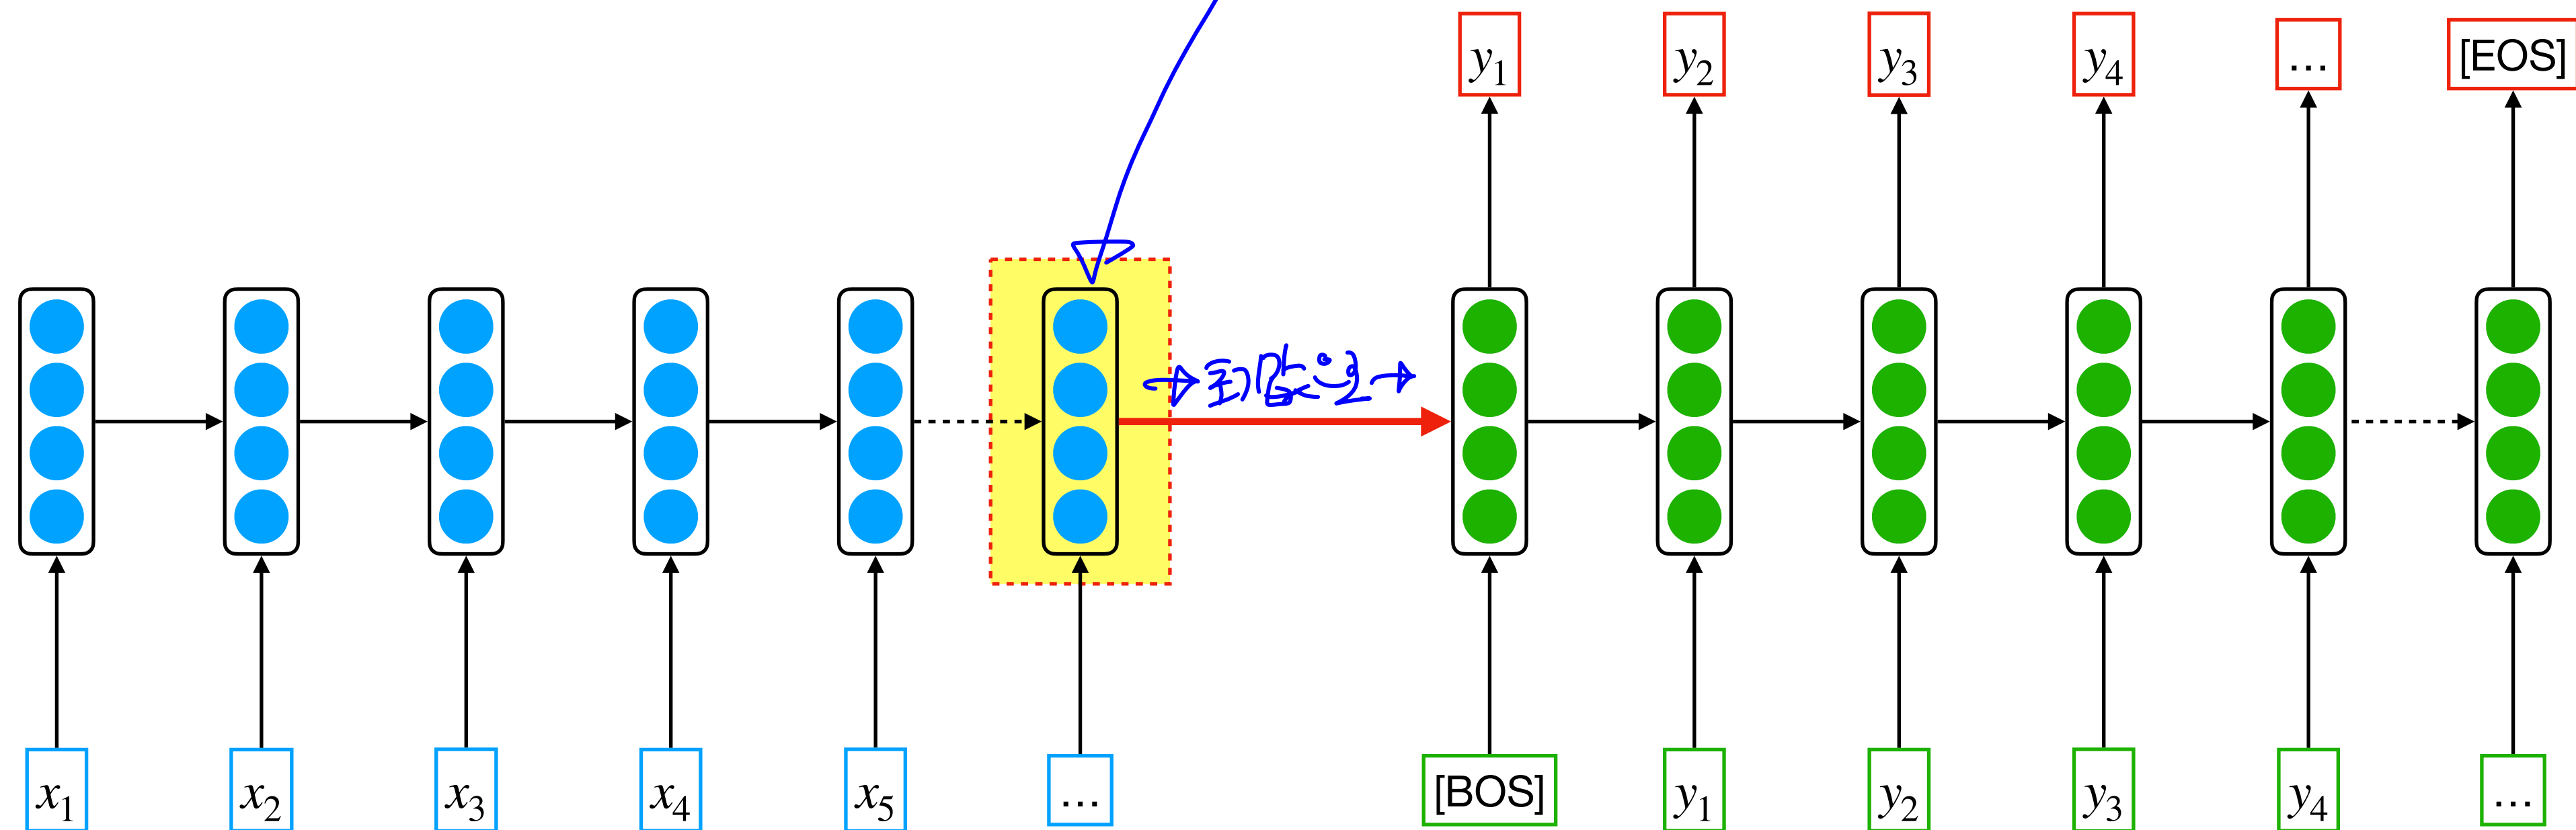 y₁ y₂ y₃ y₄ ... [EOS]
x₁ x₂ x₃ x₄ x₅ ... [BOS] y₁ y₂ y₃ y₄ ...